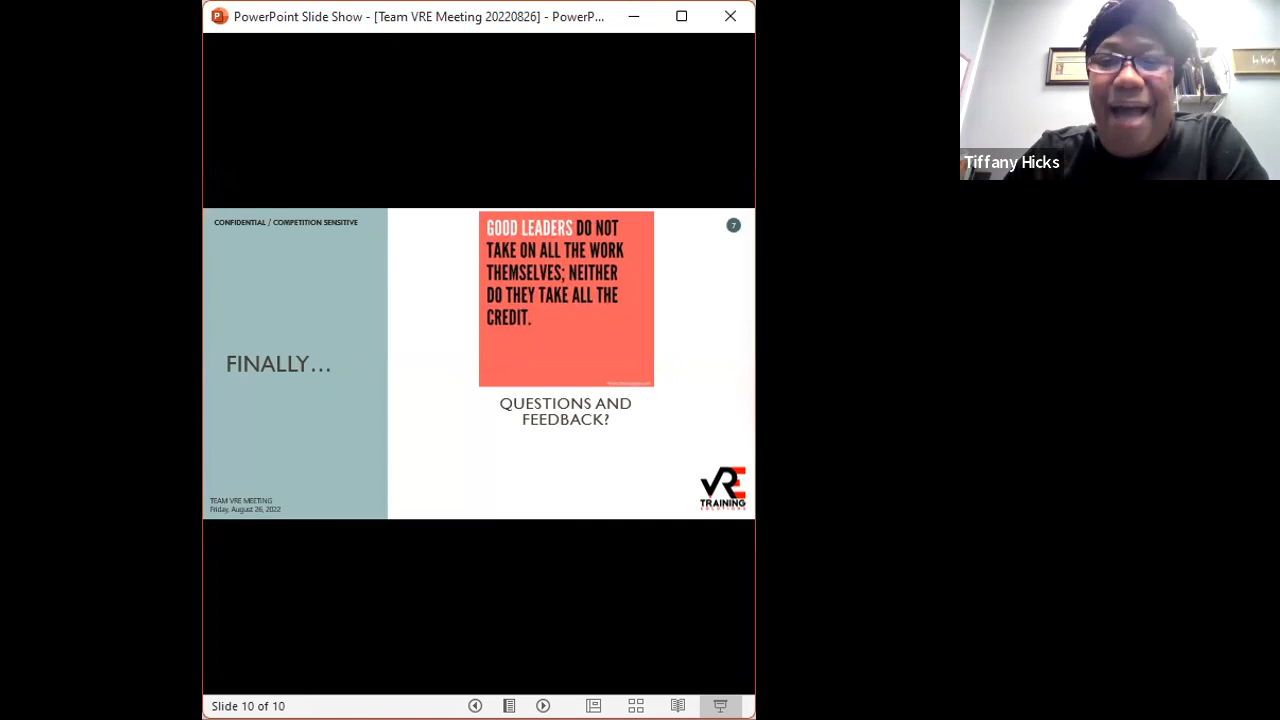 PowerPoint Slide Show - [Team VRE Meeting 20220826] - PowerP...
CONFIDENTIAL / COMPETITION SENSITIVE
FINALLY...
TEAM VRE MEETING
Friday, August 26, 2022
GOOD LEADERS DO NOT
TAKE ON ALL THE WORK
THEMSELVES; NEITHER
DO THEY TAKE ALL THE
CREDIT.
QUESTIONS AND
FEEDBACK?
7
VRE
TRAINING
SOLUTIONS
Slide 10 of 10
Tiffany Hicks